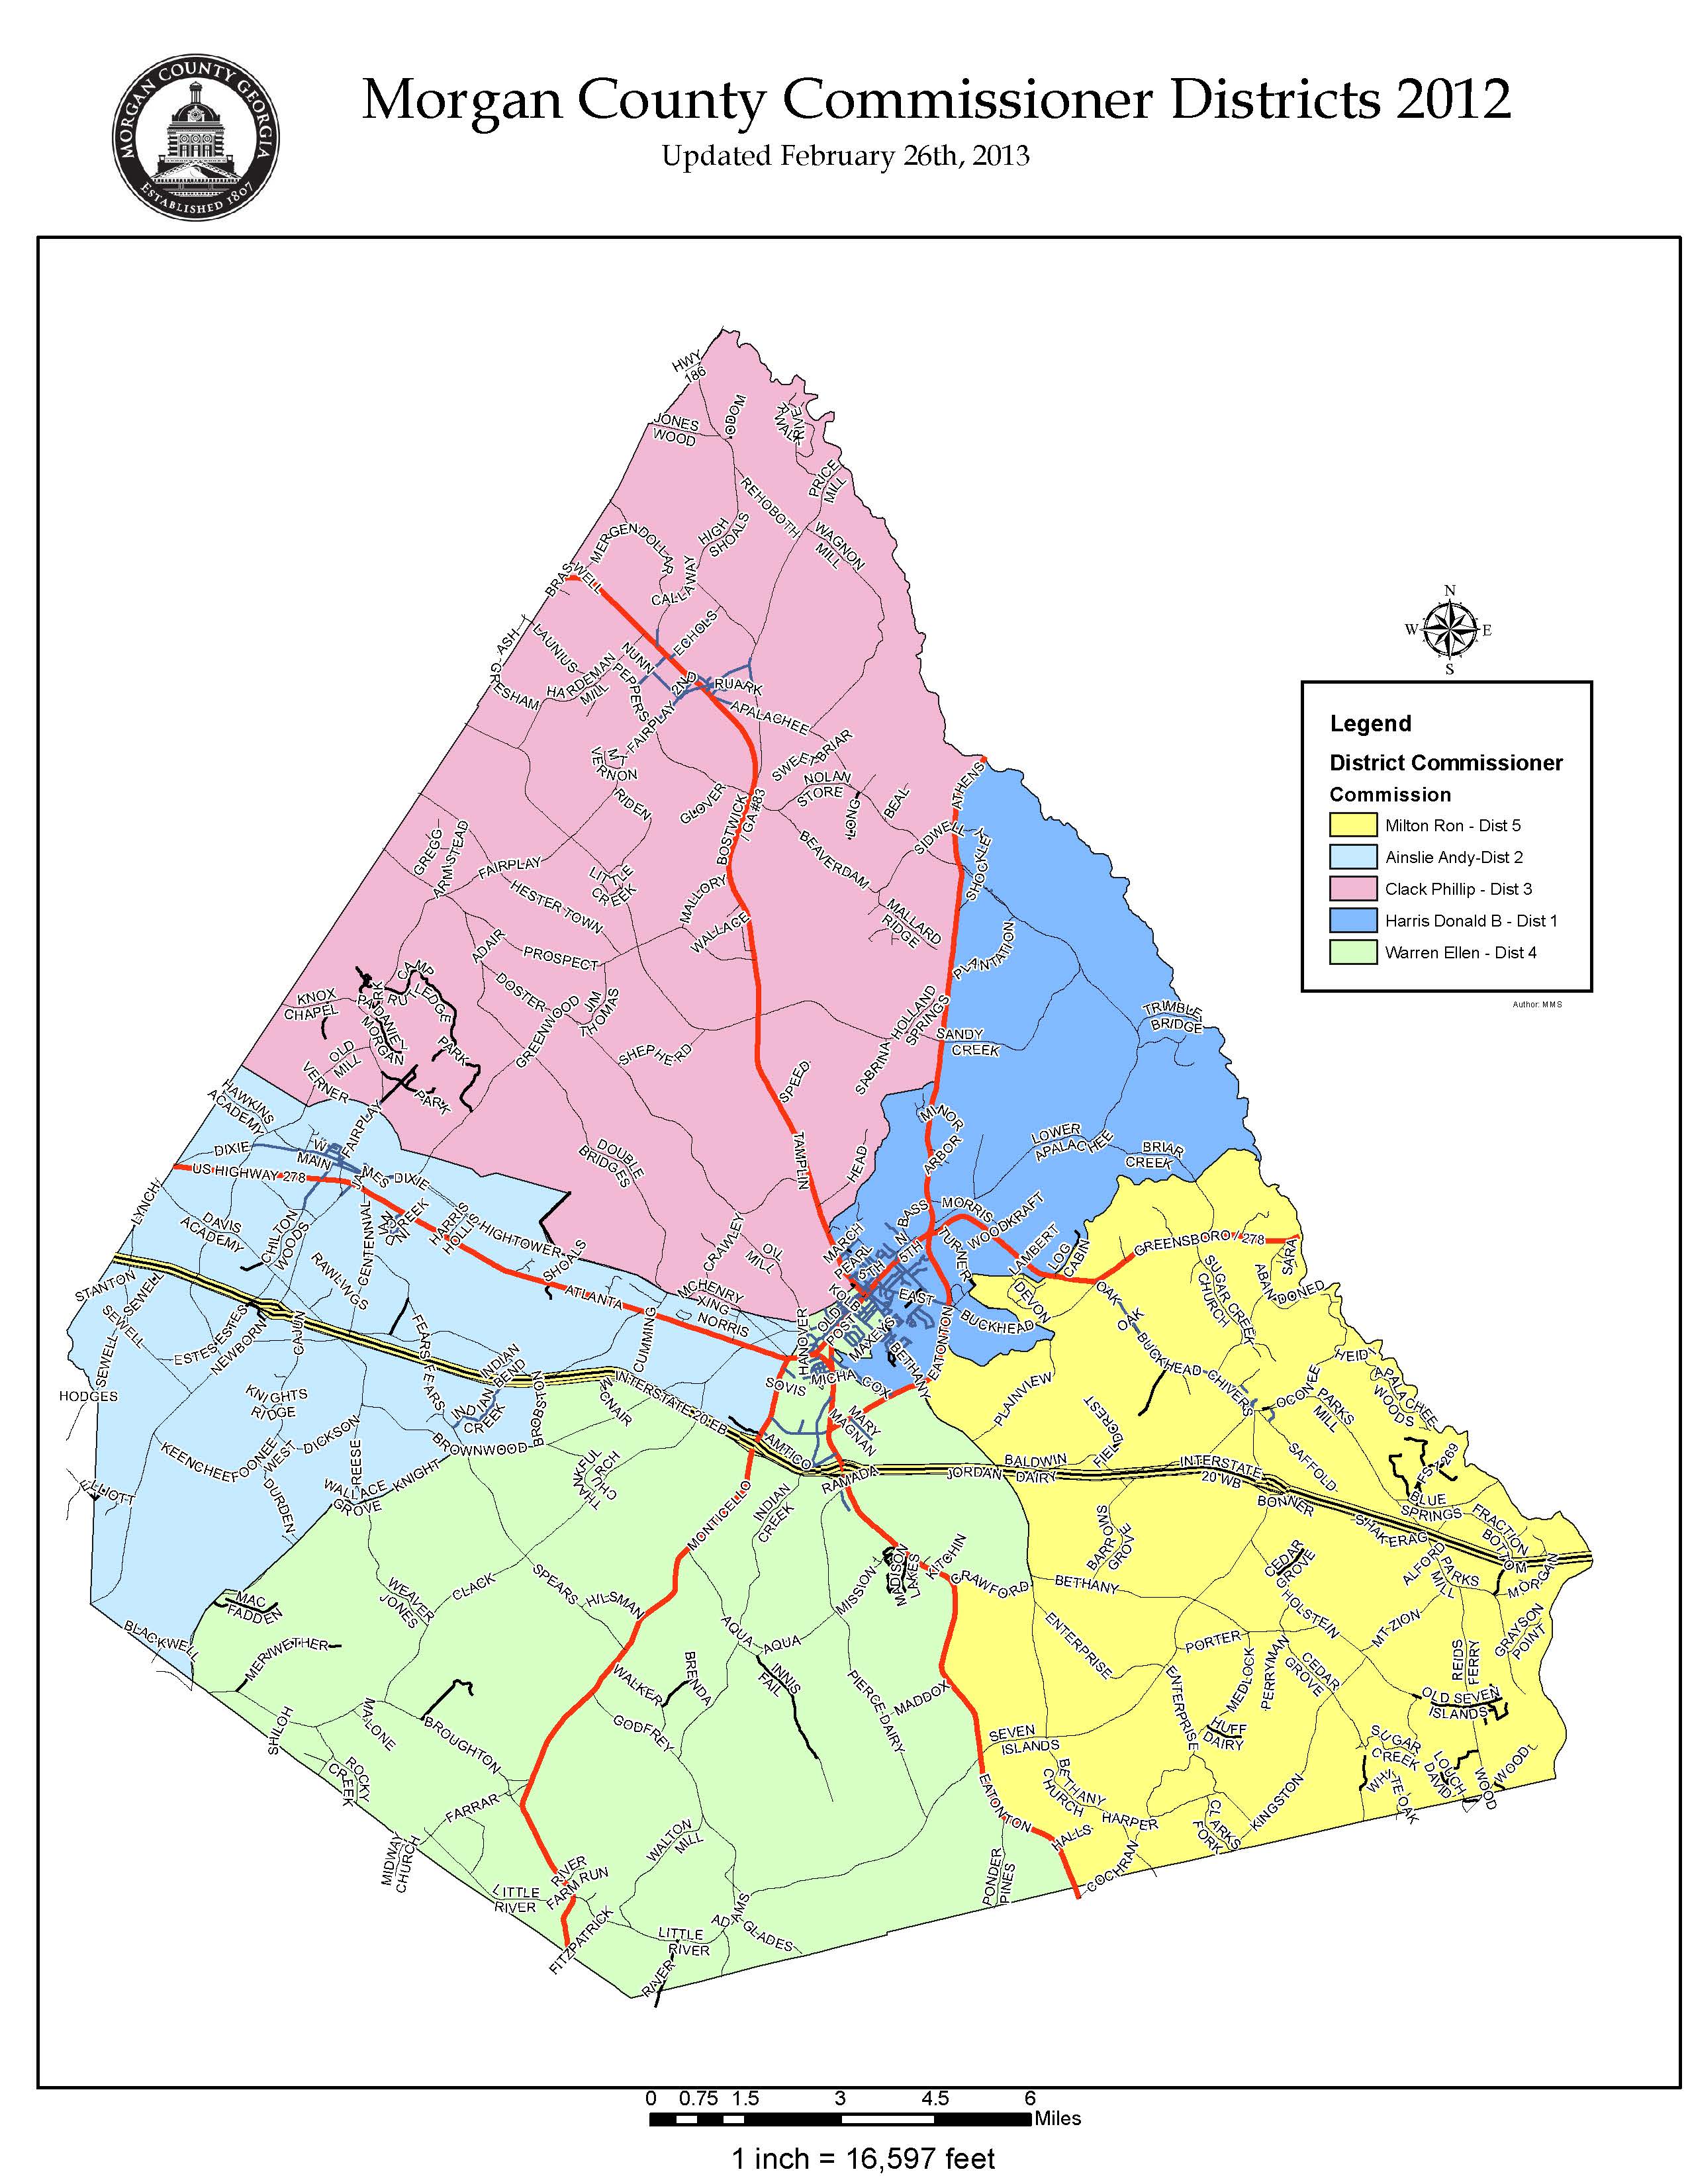 MORGAN COUNTY GEORGIA
ESTABLISHED 1807
Morgan County Commissioner Districts 2012
Updated February 26th, 2013
HWY
186
JONES
WOOD
ODOM
RIVER
WALK
PRICE
MILL
REHOBOTH
WAGNON
MILL
HIGH
SHOALS
MERGENDOLLAR
BRASWELL
CALLAWAY
ECHOLS
ASH
LAUNIUS
NUNN
GRESHAM
HARDEMAN
MILL
PEPPERS
2ND
RUARK
FAIRPLAY
APALACHEE
MT
VERNON
SWEETBRIAR
NOLAN
STORE
RIDEN
GLOVER
BOSTWICK
/ GA #83
LONG
BEAL
ATHENS
SIDWELL
SHOCKLEY
GREGG
ARMISTEAD
FAIRPLAY
LITTLE
CREEK
BEAVERDAM
HESTER TOWN
MALLORY
WALLACE
MALLARD
RIDGE
ADAIR
PROSPECT
PLANTATION
CAMP
RUTLEDGE
PARK
KNOX
CHAPEL
DANIEL
MORGAN
DOSTER
GREENWOOD
JIM
THOMAS
HOLLAND
SPRINGS
TRIMBLE
BRIDGE
SANDY
CREEK
OLD
MILL
PARK
SHEPHERD
SABRINA
VERNER
PARK
SPEED
HAWKINS
ACADEMY
FAIRPLAY
MINOR
DIXIE
W
MAIN
JAMES
DIXIE
DOUBLE
BRIDGES
TAMPLIN
HEAD
ARBOR
LOWER
APALACHEE
BRIAR
CREEK
US HIGHWAY 278
LYNCH
DAVIS
ACADEMY
CHILTON
WOODS
CENTENNIAL
CREEK
HARRIS
HOLLIS
S HIGHTOWER
SHOALS
CRAWLEY
OIL
MILL
MARCH
PEARL
5TH
N
BASS
5TH
MORRIS
WOODKRAFT
TURNER
LAMBERT
LOG
CABIN
GREENSBORO / 278
SARA
STANTON
SEWELL
SEWELL
RAWLINGS
ATLANTA
MCHENRY
XING
NORRIS
KOLB
OLD
POST
EAST
MAXEYS
BUCKHEAD
DEVON
OAK
OAK
SUGAR CREEK
CHURCH
ABANDONED
ESTES
ESTES
NEWBORN
CAJUN
FEARS
FEARS
INDIAN
BEND
CUMMING
HANOVER
MICHA
COX
BETHANY
EATONTON
BUCKHEAD
CHIVERS
HEIDI
APALACHEE
WOODS
SEWELL
HODGES
KNIGHTS
RIDGE
INDIAN
CREEK
BROBSTON
MCNAIR
INTERSTATE 20 EB
SOVIS
MAGNAN
MARY
PLAINVIEW
FIELDCREST
OCONEE
PARKS
MILL
KEENCHEEFOONEE
WEST
DICKSON
REESE
BROWNWOOD
AMTICO
RAMADA
JORDAN
BALDWIN
DAIRY
INTERSTATE
20 WB
SAFFOLD
FS 1269
ELLIOTT
DURDEN
WALLACE
GROVE
KNIGHT
THANKFUL
CHURCH
MONTICELLO
INDIAN
CREEK
BONNER
BLUE
SPRINGS
FRACTION
BOTTOM
SHAKERAG
BARROWS
GROVE
CEDAR
GROVE
ALFORD
PARKS
MILL
MORGAN
MADISON
LAKES
KITCHIN
CRAWFORD
BETHANY
MISSION
MAC
FADDEN
WEAVER
JONES
CLACK
SPEARS
HILSMAN
HOLSTEIN
MT ZION
GRAYSON
POINT
BLACKWELL
MERIWETHER
AQUA
AQUA
ENTERPRISE
PORTER
REIDS
FERRY
WALKER
BRENDA
INNIS
FAIL
PIERCE DAIRY
MADDOX
ENTERPRISE
MEDLOCK
PERRYMAN
CEDAR
GROVE
OLD SEVEN
ISLANDS
SHILOH
MALONE
BROUGHTON
GODFREY
SEVEN
ISLANDS
HUFF
DAIRY
SUGAR
CREEK
ROCKY
CREEK
BETHANY
CHURCH
WHITE OAK
LOUCH
DAVID
WOOD
WOOD
FARRAR
EATONTON
HALLS
HARPER
CLARKS
FORK
KINGSTON
MIDWAY
CHURCH
WALTON
MILL
COCHRAN
PONDER
PINES
RIVER
FARM
RUN
LITTLE
RIVER
ADAMS
GLADES
FITZPATRICK
LITTLE
RIVER
RIVER
N
W
E
S
Legend
District Commissioner
Commission
Milton Ron - Dist 5
Ainslie Andy-Dist 2
Clack Phillip - Dist 3
Harris Donald B - Dist 1
Warren Ellen - Dist 4
Author: MMS
0 0.75 1.5 3 4.5 6
Miles
1 inch = 16,597 feet